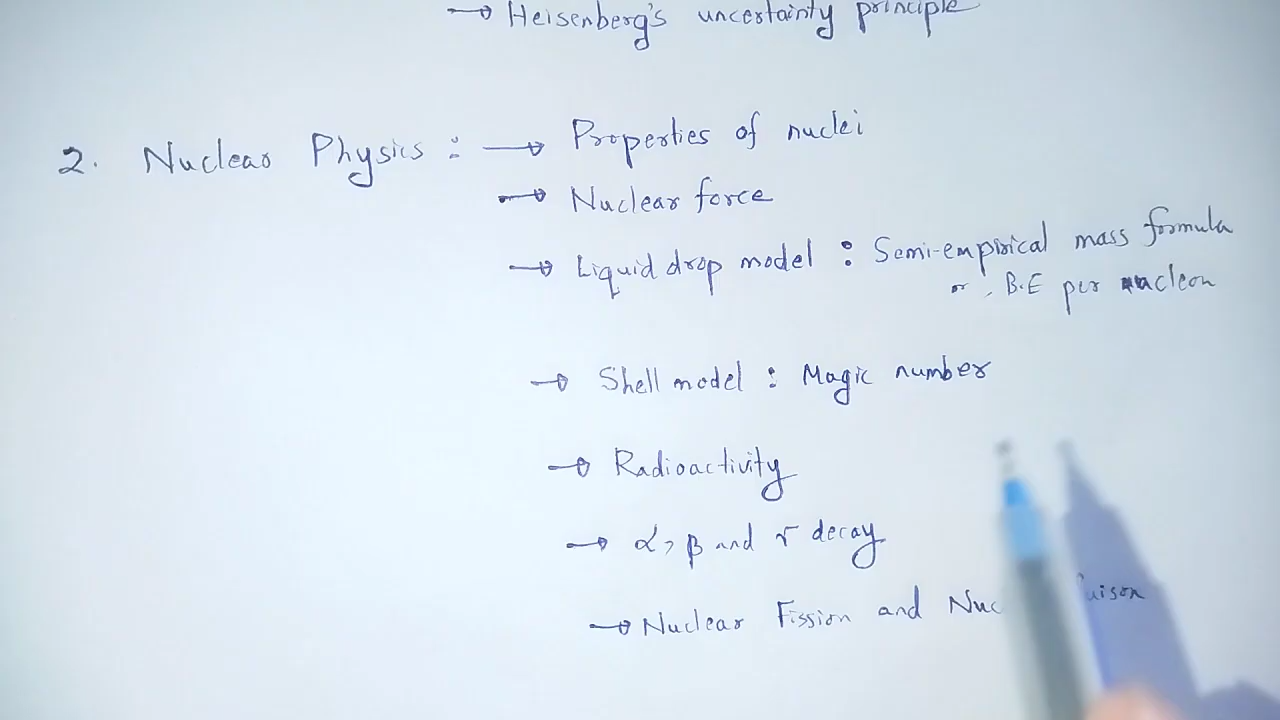 → Heisenberg's uncertainty principle
2. Nuclear Physics : → Properties of nuclei
→ Nuclear force
→ Liquid drop model : Semi-empirical mass formula
or, B.E per nucleon
→ Shell model : Magic number
→ Radioactivity
→ α, β and γ decay
→ Nuclear Fission and